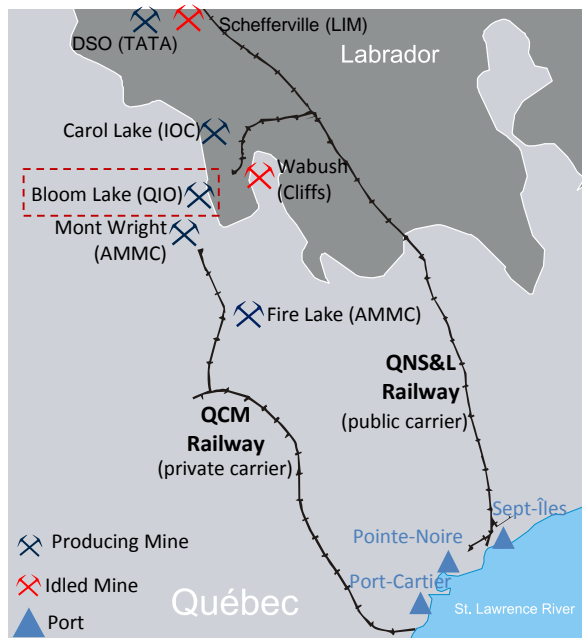 Schefferville (LIM)
DSO (TATA)
Labrador
Carol Lake (IOC)
Wabush
(Cliffs)
Bloom Lake (QIO)
Mont Wright
(AMMC)
Fire Lake (AMMC)
QNS&L
Railway
(public carrier)
QCM
Railway
(private carrier)
Sept-Îles
Pointe-Noire
Port-Cartier
Producing Mine
Idled Mine
Port
Québec
St. Lawrence River